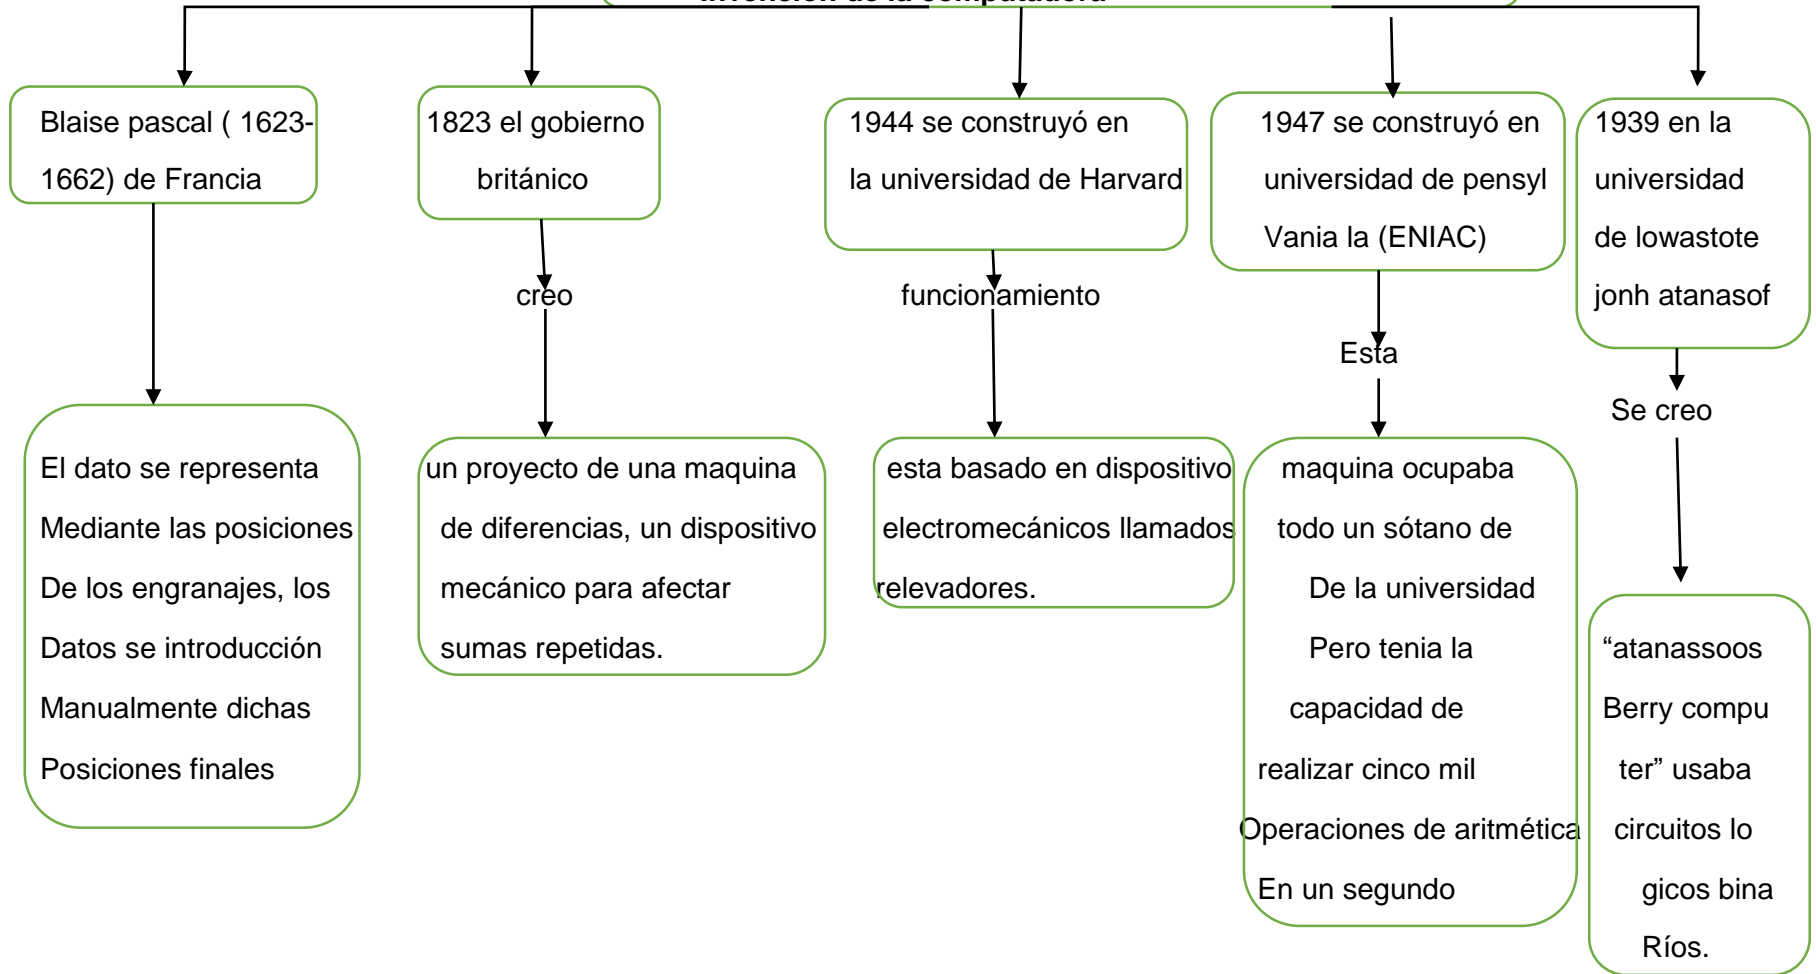 Invención de la computadora
Blaise pascal ( 1623-
1662) de Francia
1823 el gobierno
británico
1944 se construyó en
la universidad de Harvard
1947 se construyó en
universidad de pensyl
Vania la (ENIAC)
1939 en la
universidad
de lowastote
jonh atanasof
creo
funcionamiento
Esta
Se creo
El dato se representa
Mediante las posiciones
De los engranajes, los
Datos se introducción
Manualmente dichas
Posiciones finales
un proyecto de una maquina
de diferencias, un dispositivo
mecánico para afectar
sumas repetidas.
esta basado en dispositivo
electromecánicos llamados
relevadores.
maquina ocupaba
todo un sótano de
De la universidad
Pero tenia la
capacidad de
realizar cinco mil
Operaciones de aritmética
En un segundo
“atanassoos
Berry compu
ter” usaba
circuitos lo
gicos bina
Ríos.